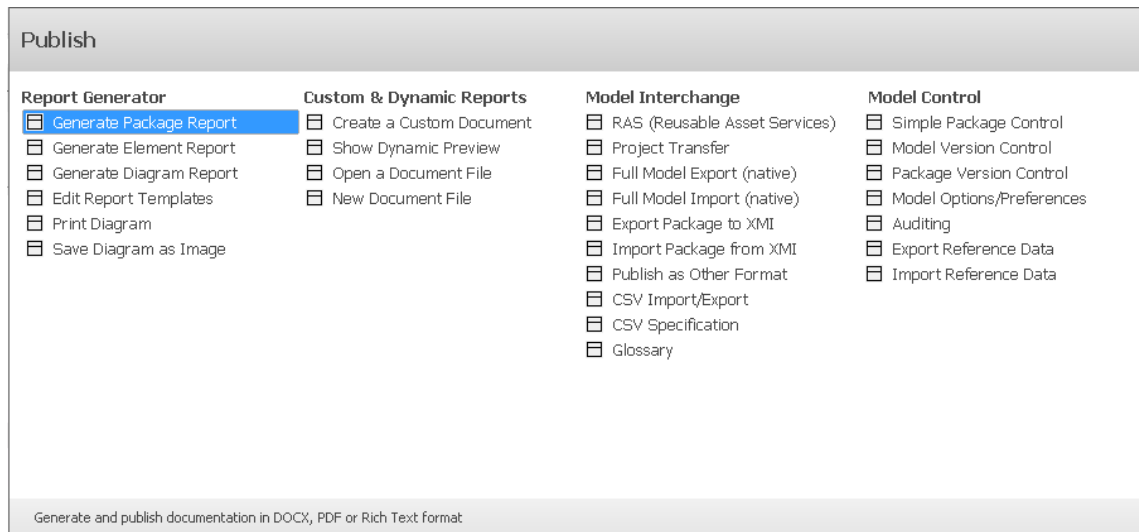 Publish
Report Generator
Generate Package Report
Generate Element Report
Generate Diagram Report
Edit Report Templates
Print Diagram
Save Diagram as Image
Custom & Dynamic Reports
Create a Custom Document
Show Dynamic Preview
Open a Document File
New Document File
Model Interchange
RAS (Reusable Asset Services)
Project Transfer
Full Model Export (native)
Full Model Import (native)
Export Package to XMI
Import Package from XMI
Publish as Other Format
CSV Import/Export
CSV Specification
Glossary
Model Control
Simple Package Control
Model Version Control
Package Version Control
Model Options/Preferences
Auditing
Export Reference Data
Import Reference Data
Generate and publish documentation in DOCX, PDF or Rich Text format